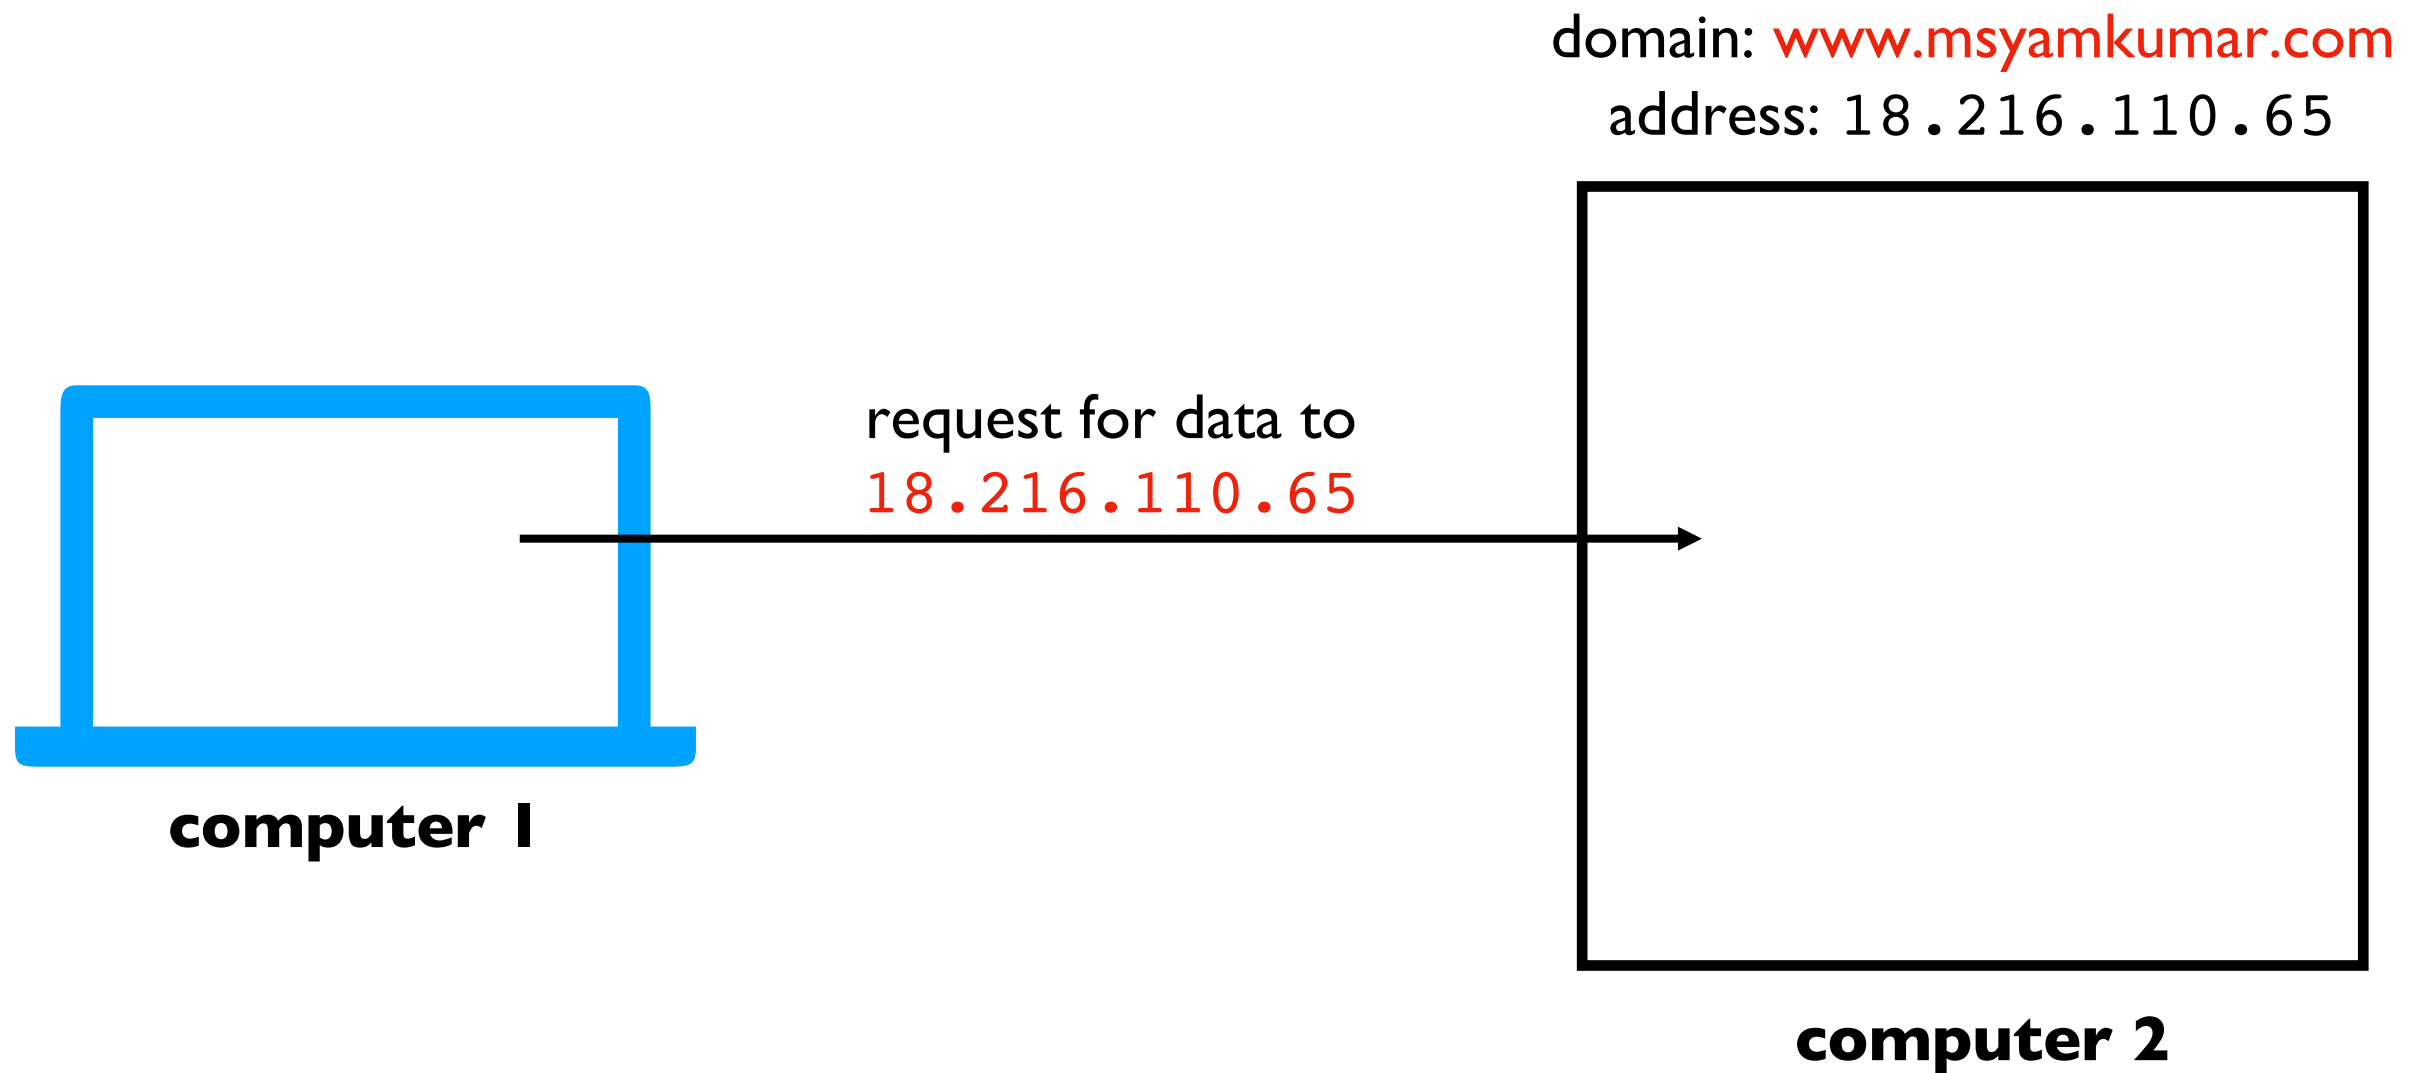 domain: www.msyamkumar.com
address: 18.216.110.65
request for data to
18.216.110.65
computer 1
computer 2